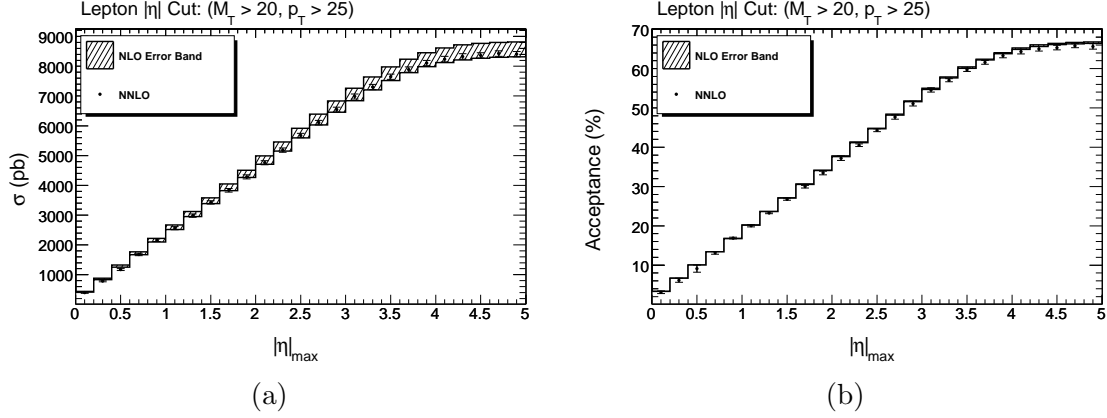 Lepton |η| Cut: (M_T > 20, p_T > 25)
NLO Error Band
NNLO
σ (pb)
9000
8000
7000
6000
5000
4000
3000
2000
1000
0 0.5 1 1.5 2 2.5 3 3.5 4 4.5 5
|η|_max
(a)
Lepton |η| Cut: (M_T > 20, p_T > 25)
NLO Error Band
NNLO
Acceptance (%)
70
60
50
40
30
20
10
0 0.5 1 1.5 2 2.5 3 3.5 4 4.5 5
|η|_max
(b)